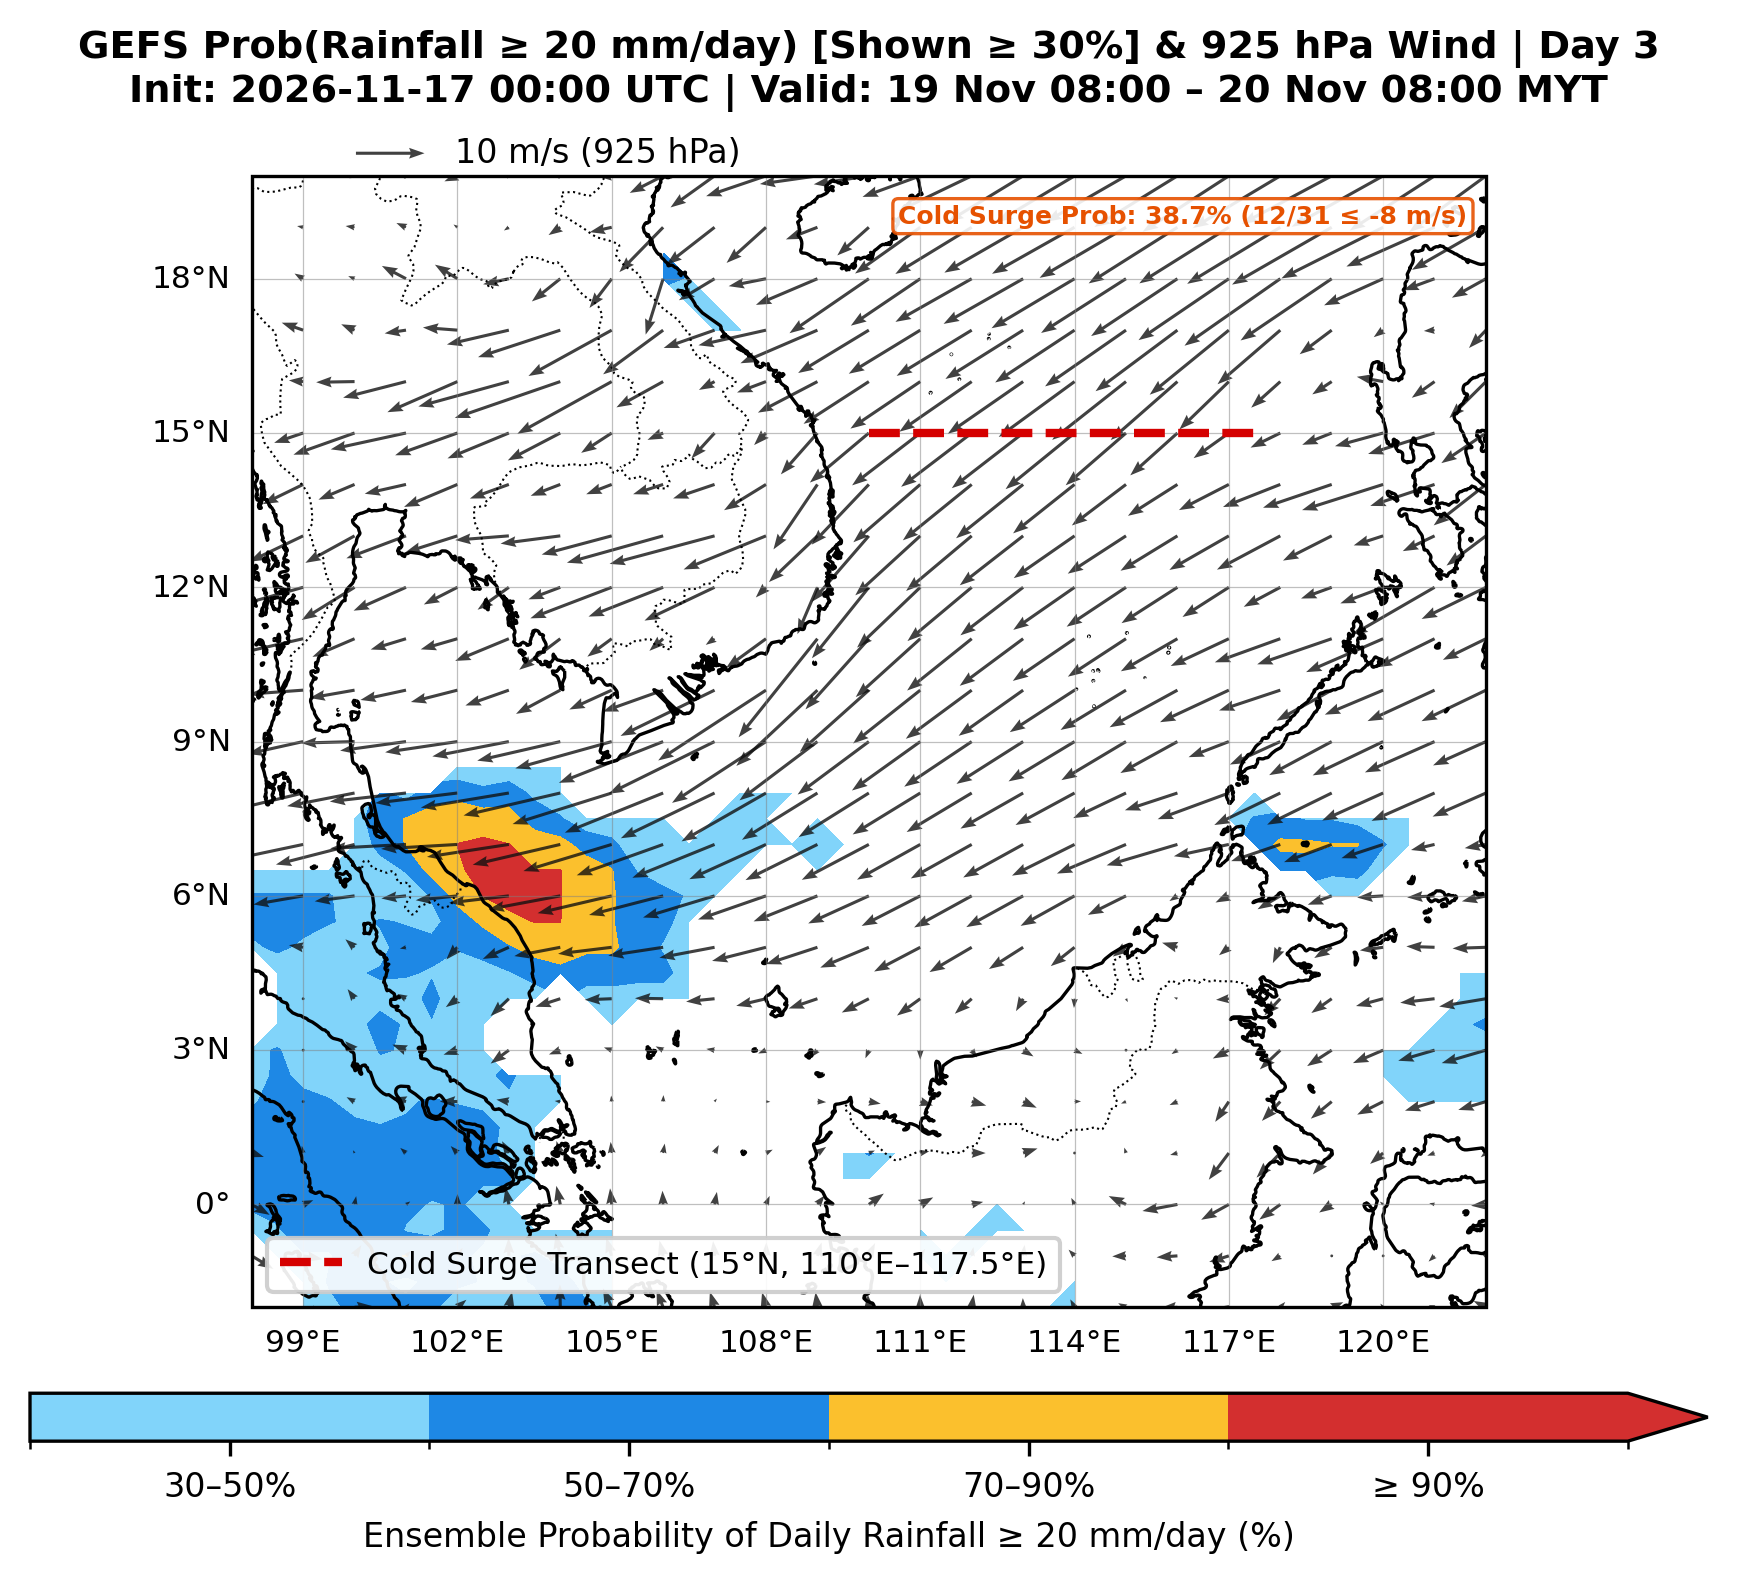 GEFS Prob(Rainfall ≥ 20 mm/day) [Shown ≥ 30%] & 925 hPa Wind | Day 3
Init: 2026-11-17 00:00 UTC | Valid: 19 Nov 08:00 – 20 Nov 08:00 MYT
10 m/s (925 hPa)
Cold Surge Prob: 38.7% (12/31 ≤ -8 m/s)
18°N
15°N
12°N
9°N
6°N
3°N
0°
Cold Surge Transect (15°N, 110°E–117.5°E)
99°E 102°E 105°E 108°E 111°E 114°E 117°E 120°E
30–50% 50–70% 70–90% ≥ 90%
Ensemble Probability of Daily Rainfall ≥ 20 mm/day (%)